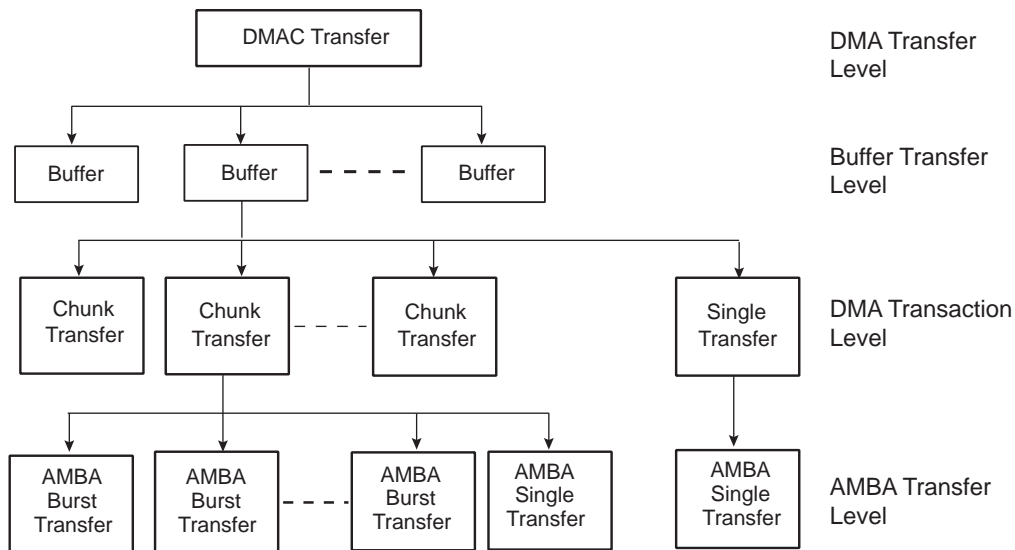 DMAC Transfer
DMA Transfer
Level
Buffer
Buffer
Buffer
Buffer Transfer
Level
Chunk
Transfer
Chunk
Transfer
Chunk
Transfer
Single
Transfer
DMA Transaction
Level
AMBA
Burst
Transfer
AMBA
Burst
Transfer
AMBA
Burst
Transfer
AMBA
Single
Transfer
AMBA
Single
Transfer
AMBA Transfer
Level